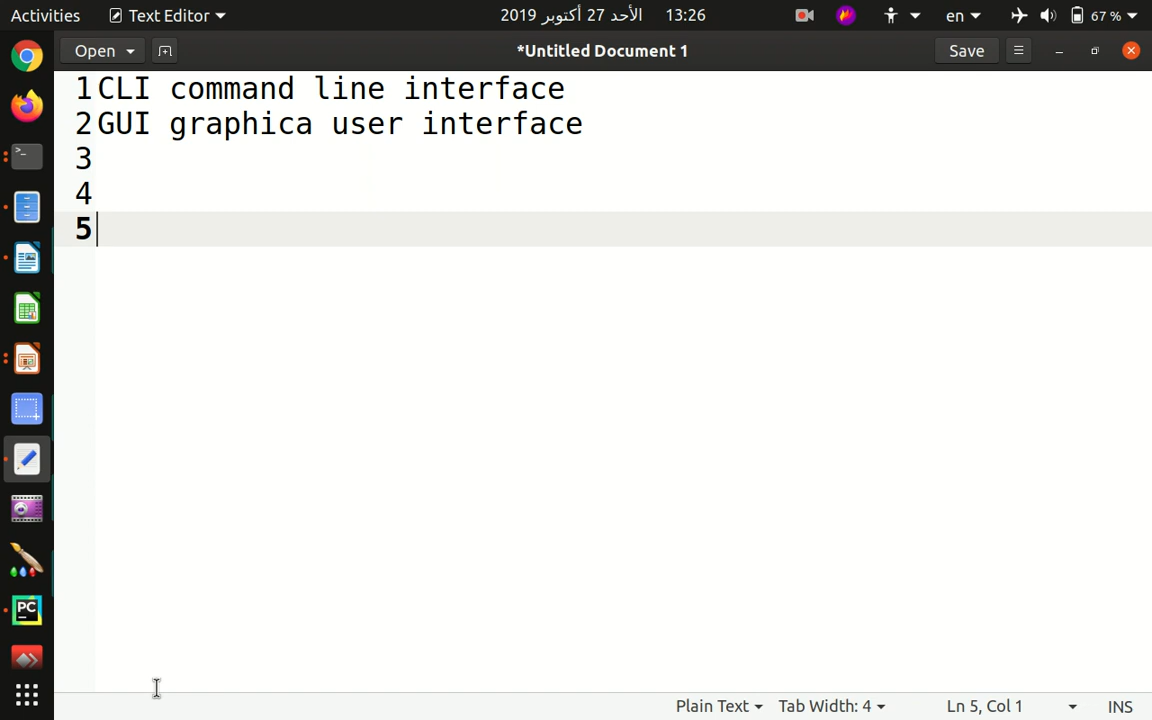 Activities Text Editor الأحد 27 أكتوبر 2019 13:26 en 67 %
Open *Untitled Document 1 Save
1 CLI command line interface
2 GUI graphica user interface
3
4
5
PC
Plain Text Tab Width: 4 Ln 5, Col 1 INS